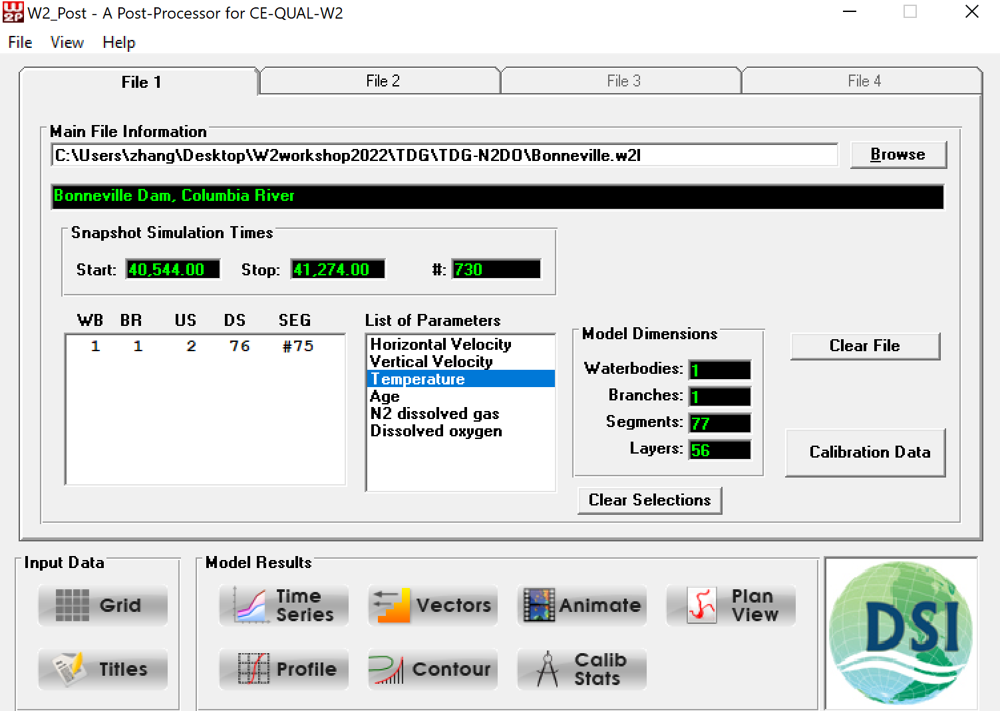 W2P W2_Post - A Post-Processor for CE-QUAL-W2
File View Help
File 1 File 2 File 3 File 4
Main File Information
C:\Users\zhang\Desktop\W2workshop2022\TDG\TDG-N2DO\Bonneville.w2l Browse
Bonneville Dam, Columbia River
Snapshot Simulation Times
Start: 40,544.00 Stop: 41,274.00 #: 730
WB BR US DS SEG
1 1 2 76 #75
List of Parameters
Horizontal Velocity
Vertical Velocity
Temperature
Age
N2 dissolved gas
Dissolved oxygen
Model Dimensions
Waterbodies: 1
Branches: 1
Segments: 77
Layers: 56
Clear Selections
Clear File
Calibration Data
Input Data
Grid
Titles
Model Results
Time
Series
Vectors
Animate
Plan
View
Profile
Contour
Calib
Stats
DSI